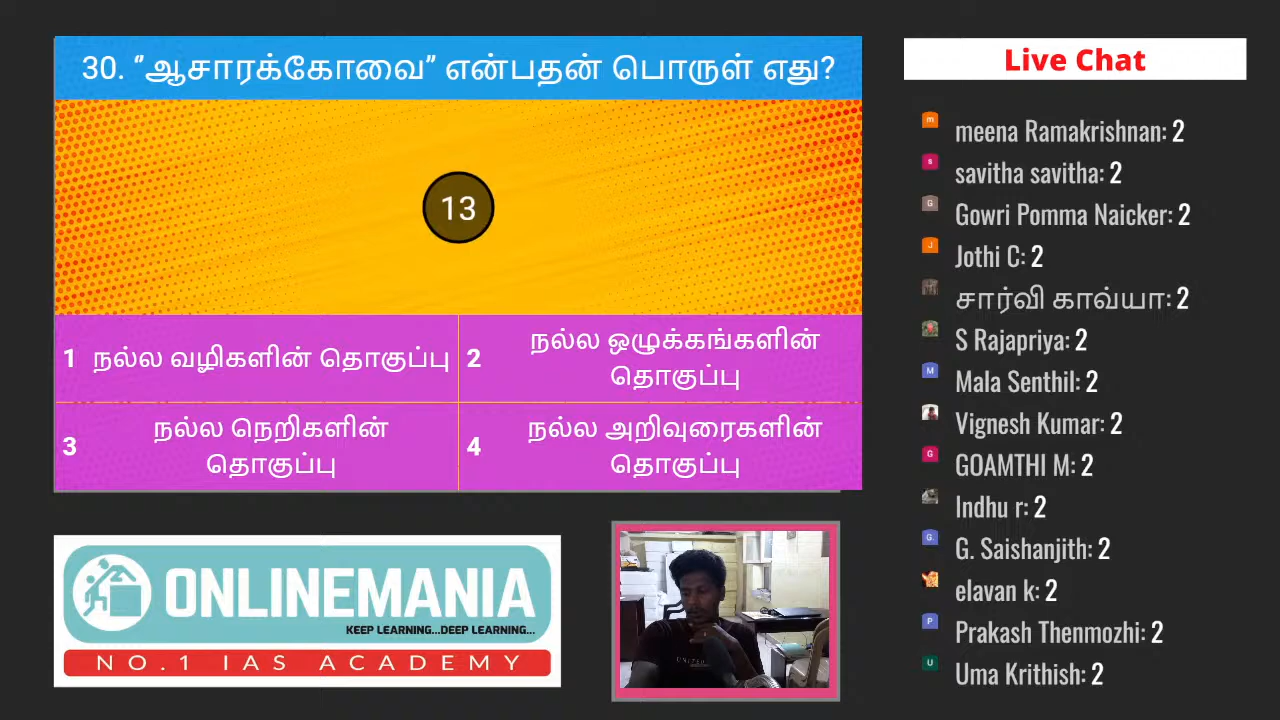 30. “ஆசாரக்கோவை” என்பதன் பொருள் எது?
13
1 நல்ல வழிகளின் தொகுப்பு
2 நல்ல ஒழுக்கங்களின்
தொகுப்பு
3 நல்ல நெறிகளின்
தொகுப்பு
4 நல்ல அறிவுரைகளின்
தொகுப்பு
ONLINEMANIA
KEEP LEARNING...DEEP LEARNING...
NO.1 IAS ACADEMY
Live Chat
meena Ramakrishnan: 2
savitha savitha: 2
Gowri Pomma Naicker: 2
Jothi C: 2
சார்வி காவ்யா: 2
S Rajapriya: 2
Mala Senthil: 2
Vignesh Kumar: 2
GOAMTHI M: 2
Indhu r: 2
G. Saishanjith: 2
elavan k: 2
Prakash Thenmozhi: 2
Uma Krithish: 2